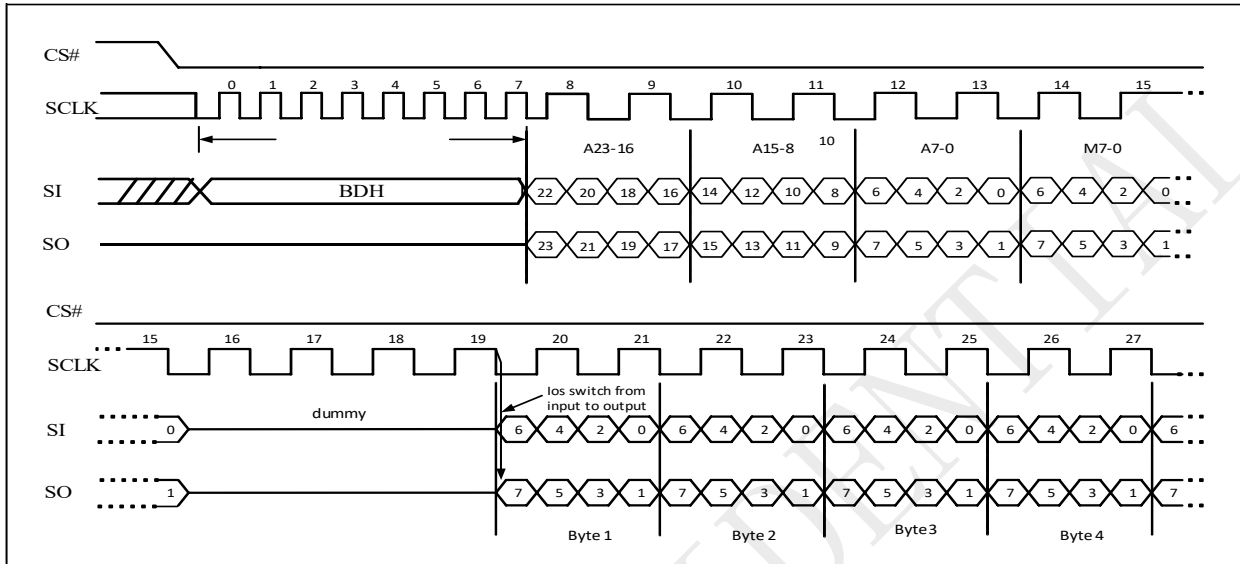 CS#
0 1 2 3 4 5 6 7 8 9 10 11 12 13 14 15
SCLK
A23-16 A15-8 10 A7-0 M7-0
SI BDH 22 20 18 16 14 12 10 8 6 4 2 0 6 4 2 0
SO 23 21 19 17 15 13 11 9 7 5 3 1 7 5 3 1
CS#
15 16 17 18 19 20 21 22 23 24 25 26 27
SCLK
Ios switch from
input to output
dummy
SI 0 6 4 2 0 6 4 2 0 6 4 2 0 6 4 2 0 6
SO 1 7 5 3 1 7 5 3 1 7 5 3 1 7 5 3 1 7
Byte 1 Byte 2 Byte 3 Byte 4
DENTIAL